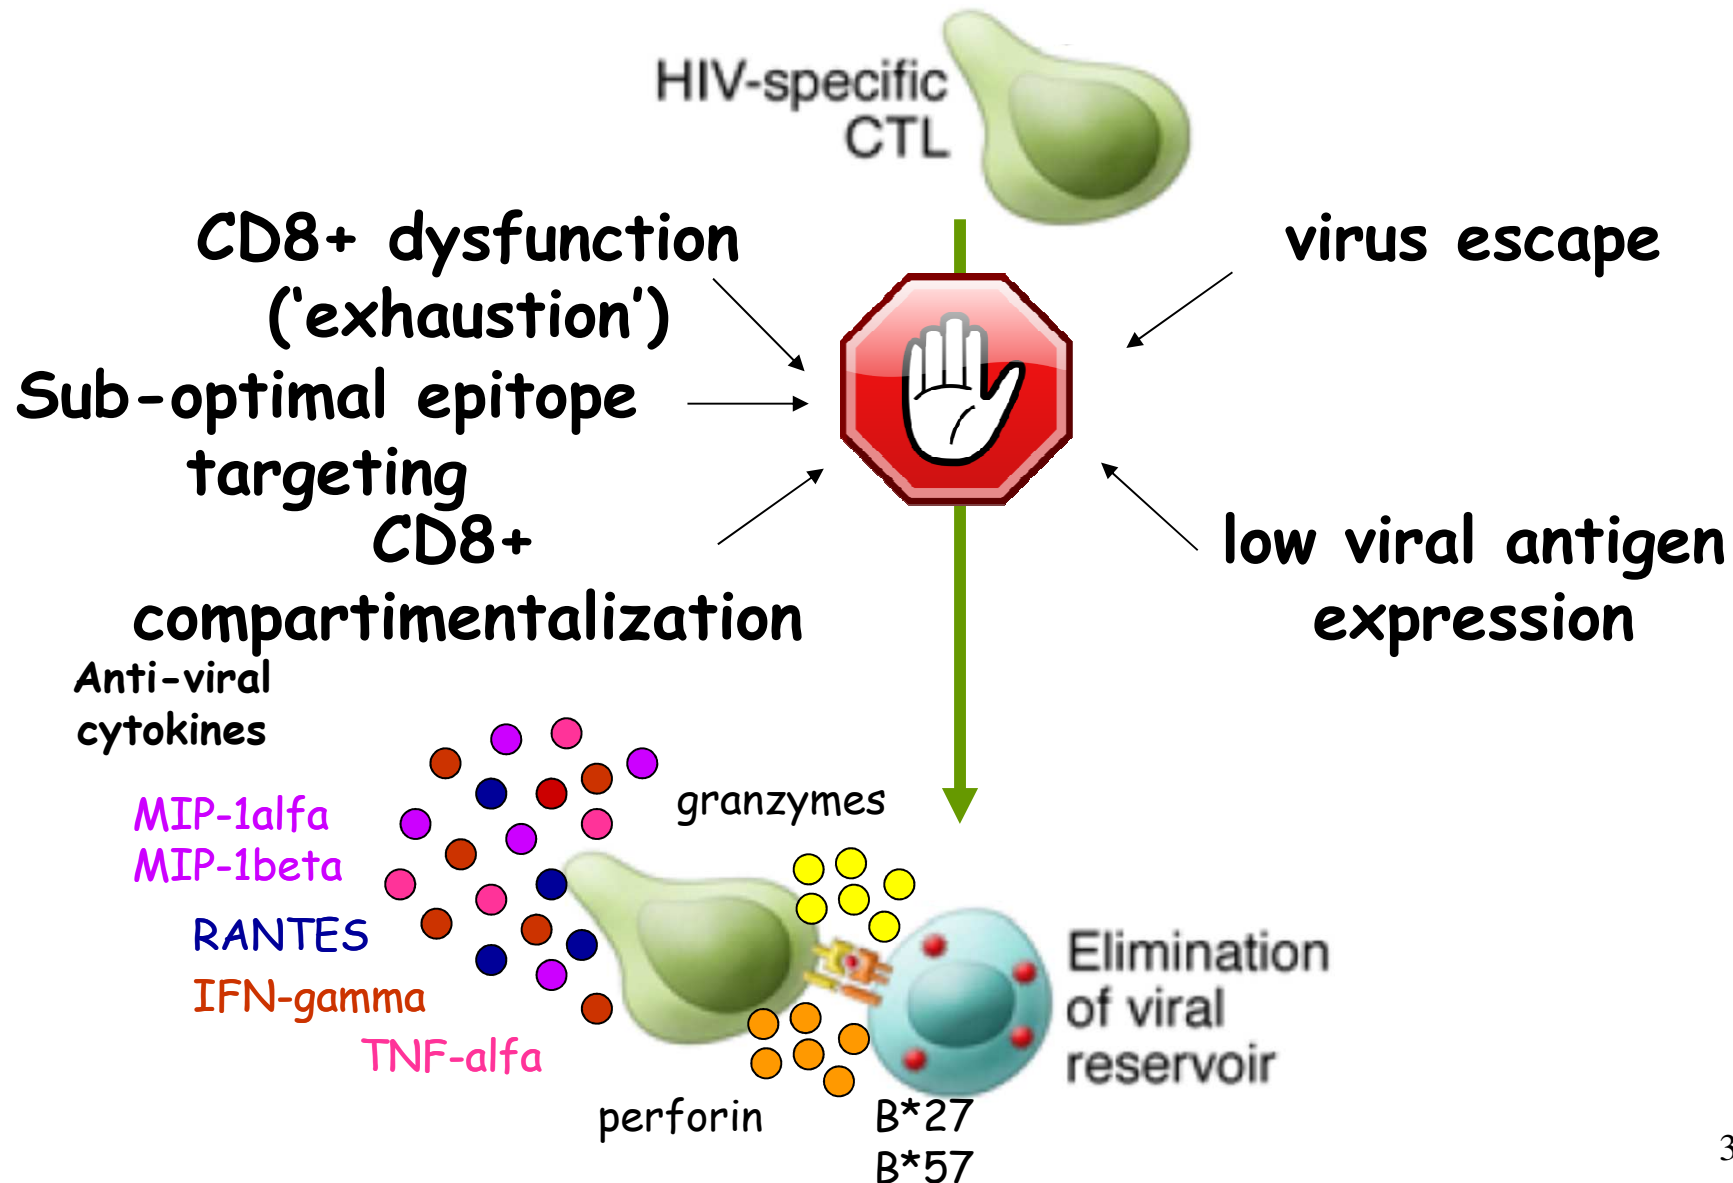 HIV-specific
CTL
CD8+ dysfunction
(‘exhaustion’)
virus escape
Sub-optimal epitope
targeting
CD8+
compartimentalization
low viral antigen
expression
Anti-viral
cytokines
MIP-1alfa
MIP-1beta
RANTES
IFN-gamma
TNF-alfa
granzymes
perforin
Elimination
of viral
reservoir
B*27
B*57
3